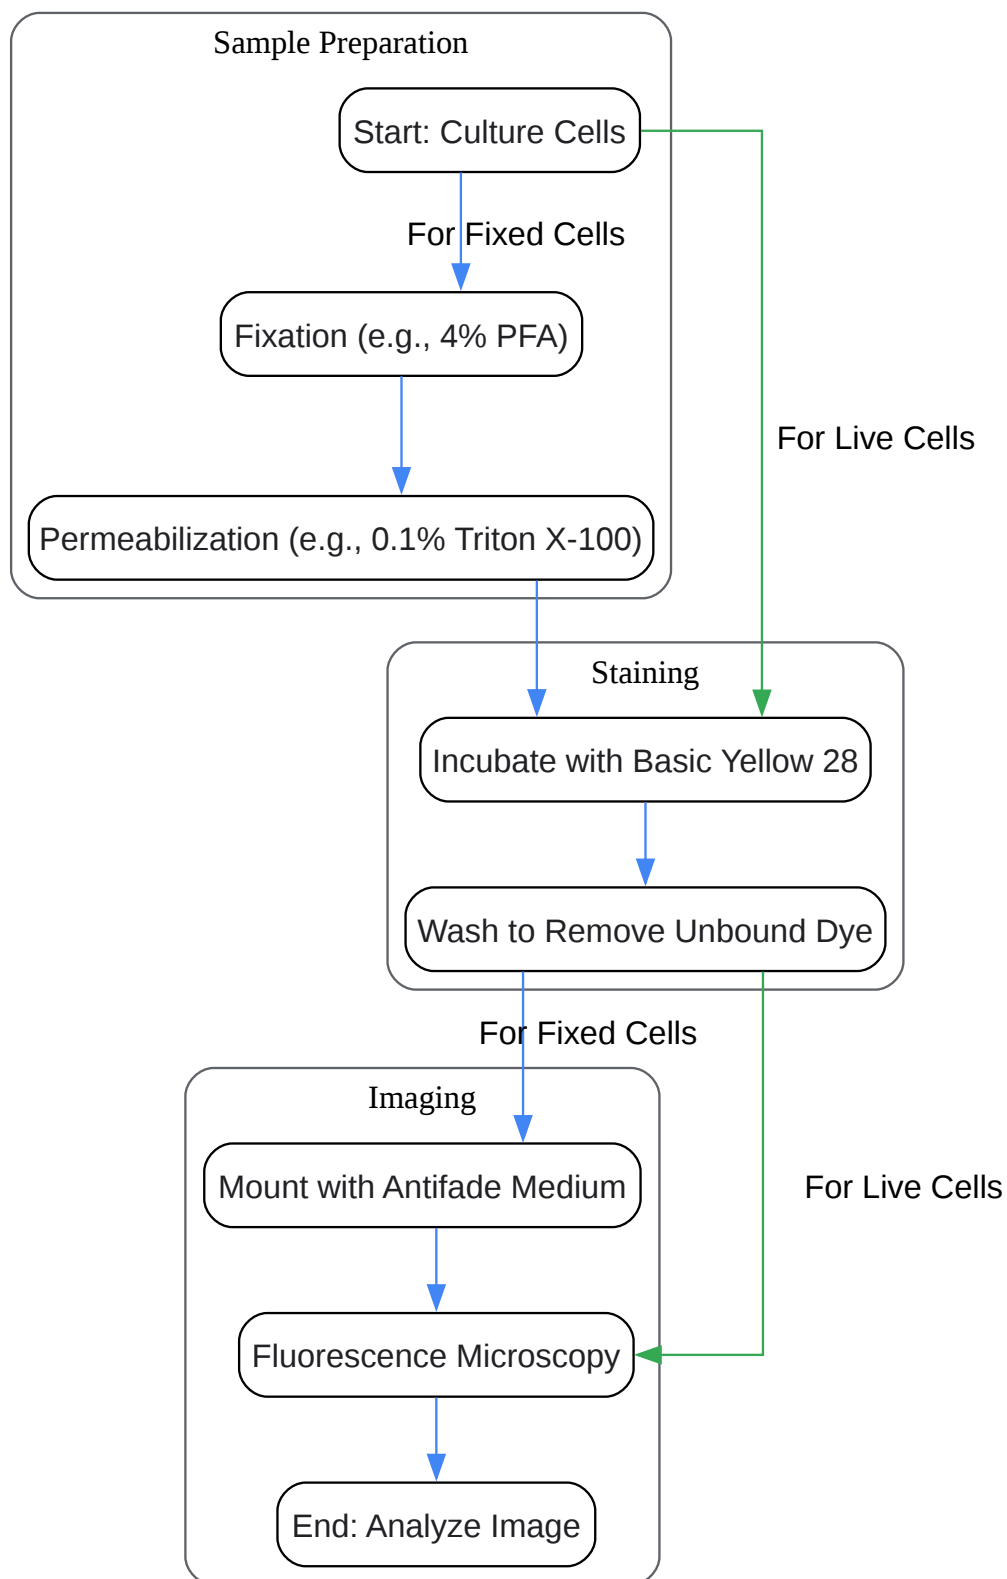 Sample Preparation
Start: Culture Cells
For Fixed Cells
Fixation (e.g., 4% PFA)
For Live Cells
Permeabilization (e.g., 0.1% Triton X-100)
Staining
Incubate with Basic Yellow 28
Wash to Remove Unbound Dye
For Fixed Cells
Imaging
Mount with Antifade Medium
For Live Cells
Fluorescence Microscopy
End: Analyze Image